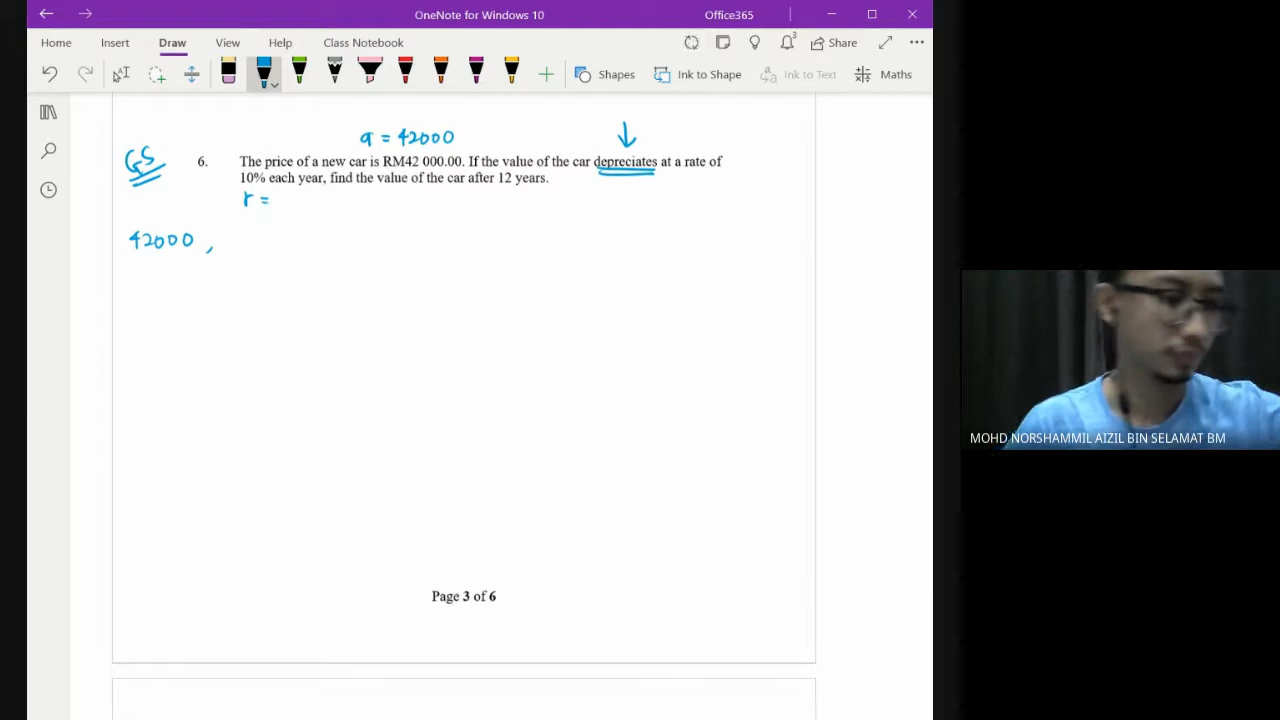 OneNote for Windows 10
Office365
Home Insert Draw View Help Class Notebook
3
Share
Shapes
Ink to Shape
Ink to Text
Maths
a = 42000
GS
6. The price of a new car is RM42 000.00. If the value of the car depreciates at a rate of
10% each year, find the value of the car after 12 years.
r =
42000 ,
MOHD NORSHAMMIL AIZIL BIN SELAMAT BM
Page 3 of 6